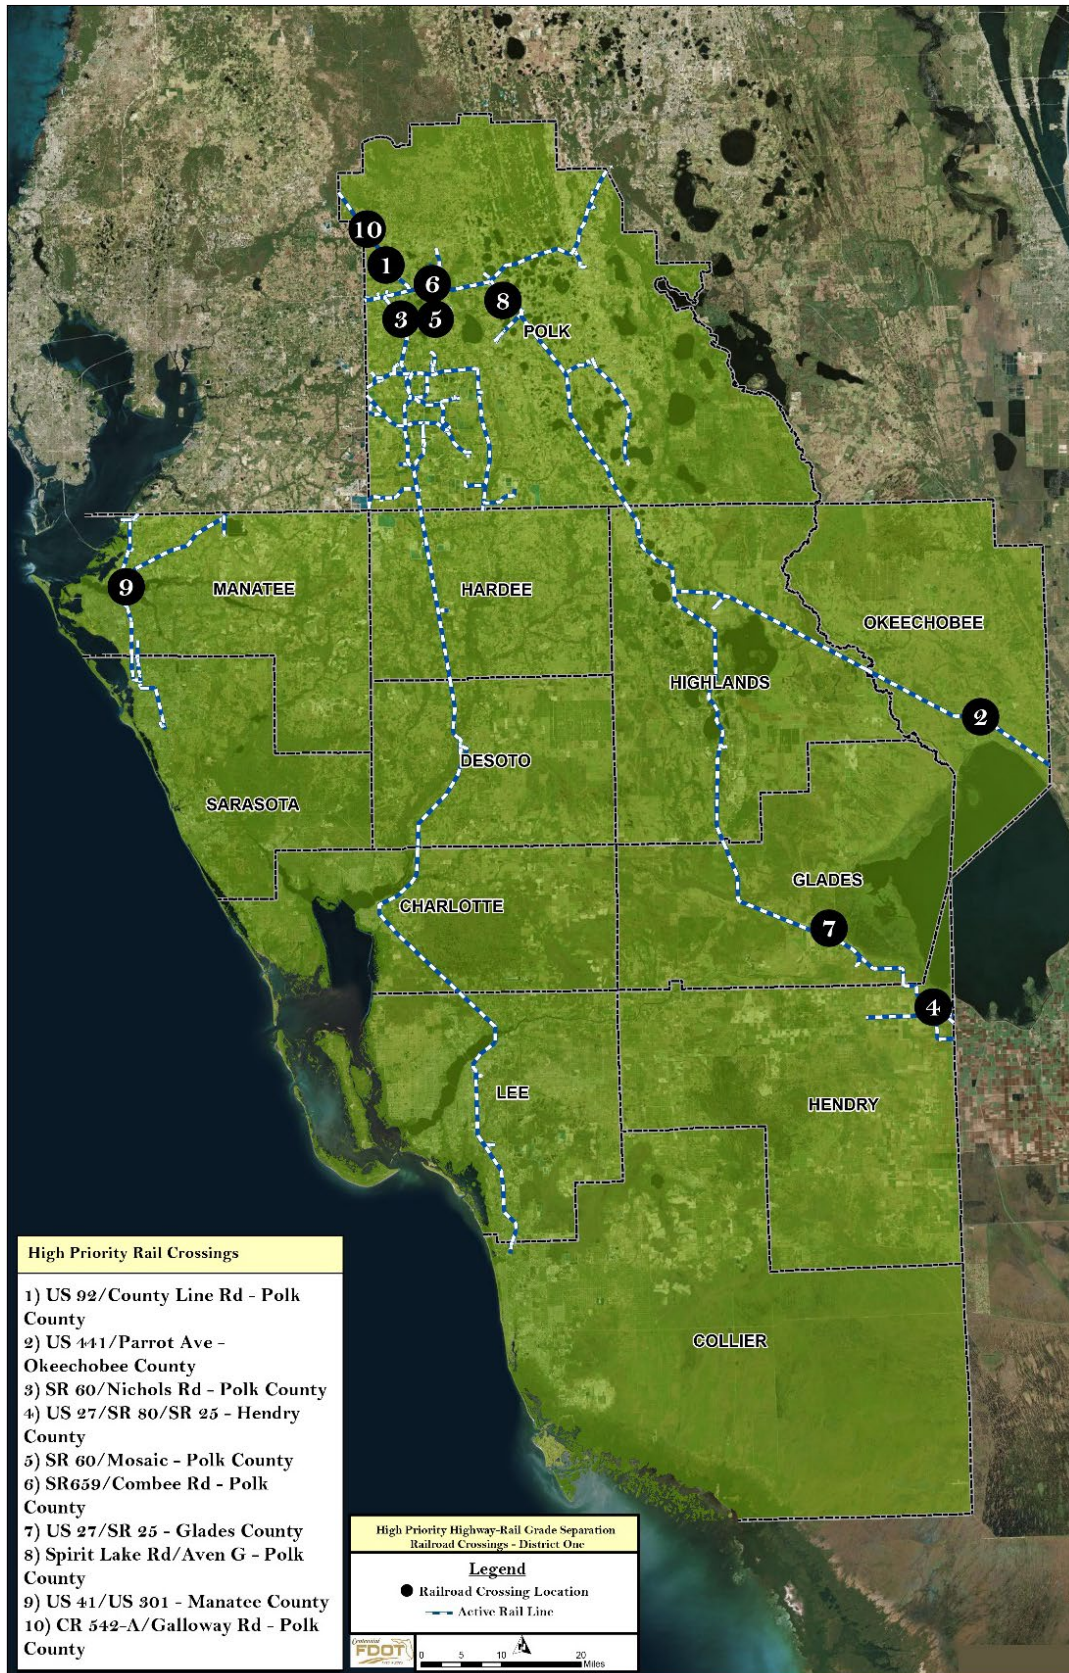 10
1
6
8
3
5
POLK
9
MANATEE
HARDEE
OKEECHOBEE
HIGHLANDS
2
DESOTO
SARASOTA
GLADES
CHARLOTTE
7
4
LEE
HENDRY
COLLIER
High Priority Rail Crossings
1) US 92/County Line Rd - Polk
County
2) US 441/Parrot Ave -
Okeechobee County
3) SR 60/Nichols Rd - Polk County
4) US 27/SR 80/SR 25 - Hendry
County
5) SR 60/Mosaic - Polk County
6) SR659/Combee Rd - Polk
County
7) US 27/SR 25 - Glades County
8) Spirit Lake Rd/Aven G - Polk
County
9) US 41/US 301 - Manatee County
10) CR 542-A/Galloway Rd - Polk
County
High Priority Highway-Rail Grade Separation
Railroad Crossings - District One
Legend
Railroad Crossing Location
Active Rail Line
Centennial
FDOT
0 5 10 20
Miles